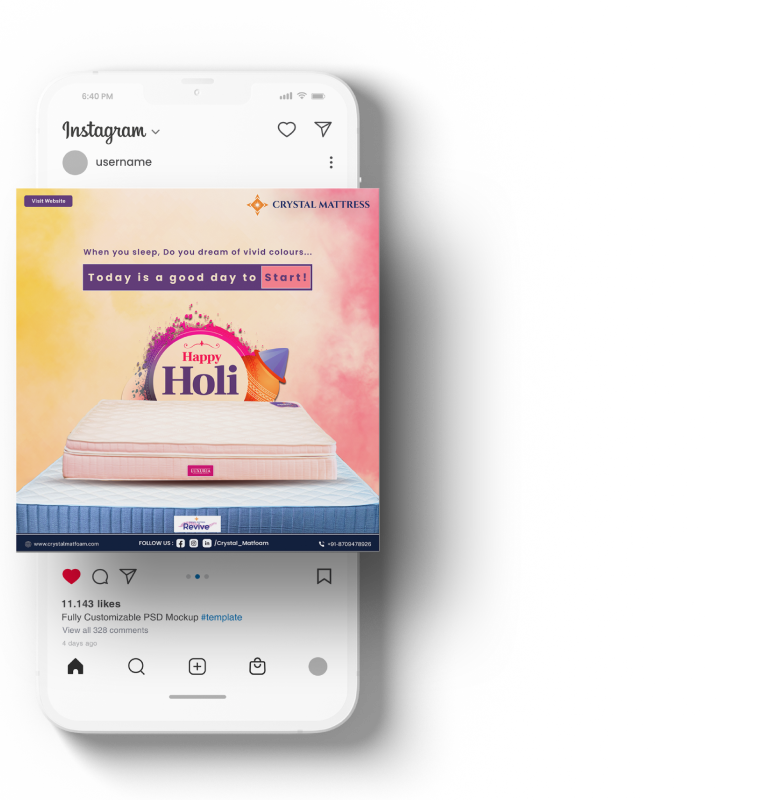 6:40 PM
Instagram
username
Visit Website
CRYSTAL MATTRESS
When you sleep, Do you dream of vivid colours...
Today is a good day to Start!
Happy
Holi
Revive
www.crystalmatfoam.com
FOLLOW US :
/Crystal_Matfoam
+91-8709478926
11.143 likes
Fully Customizable PSD Mockup #template
View all 328 comments
4 days ago